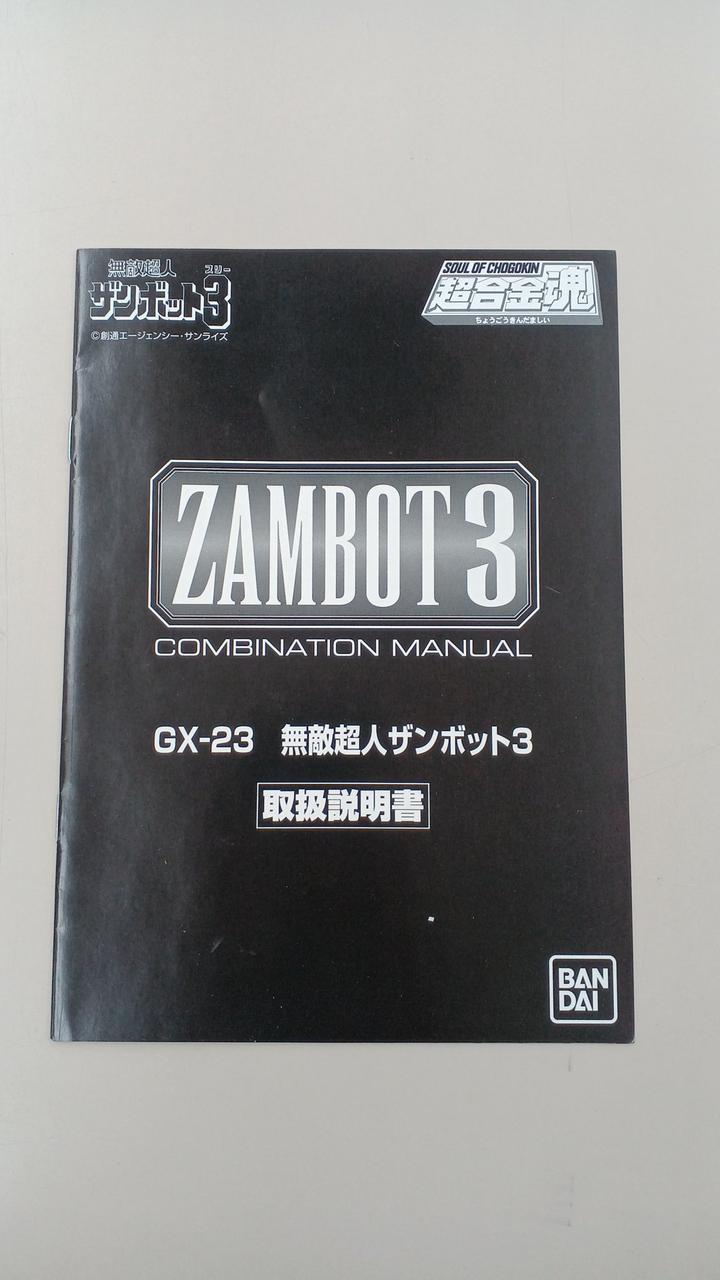 無敵超人 スリー
ザンボット3
©創通エージェンシー・サンライズ
SOUL OF CHOGOKIN
超合金魂
ちょうごうきんだましい
ZAMBOT 3
COMBINATION MANUAL
GX-23 無敵超人ザンボット3
取扱説明書
BAN
DAI